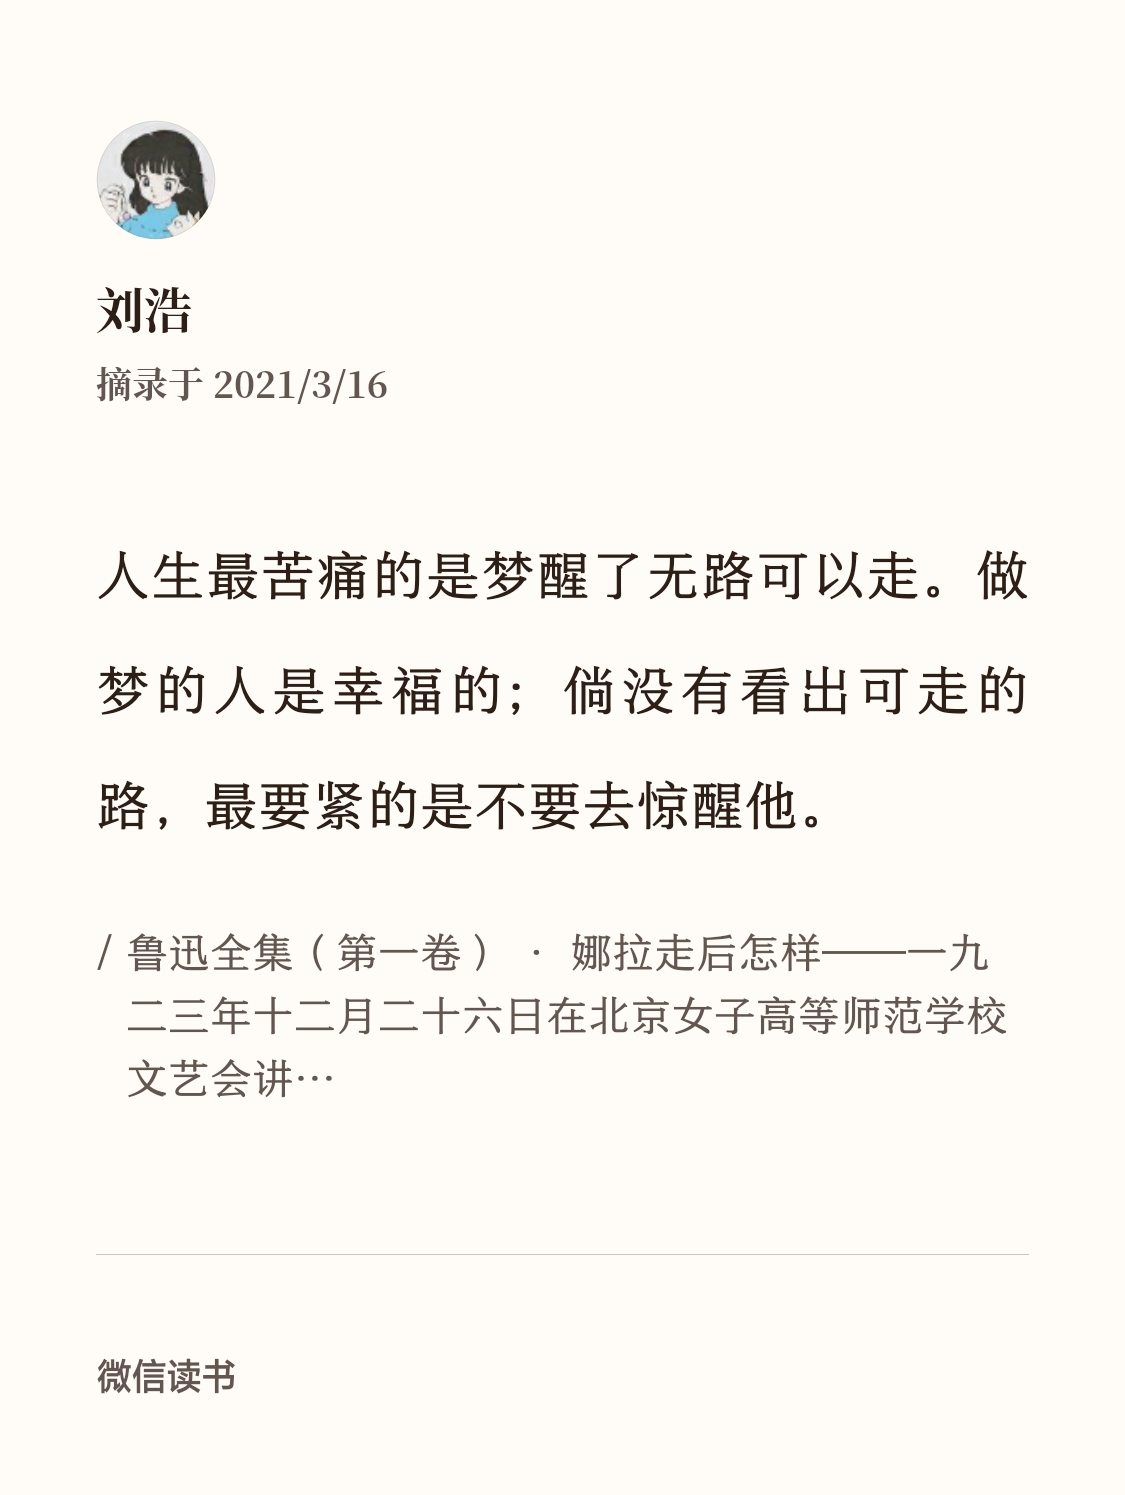 刘浩
摘录于 2021/3/16
人生最苦痛的是梦醒了无路可以走。做
梦的人是幸福的；倘没有看出可走的
路，最要紧的是不要去惊醒他。
/ 鲁迅全集（第一卷） · 娜拉走后怎样——一九
二三年十二月二十六日在北京女子高等师范学校
文艺会讲…
微信读书